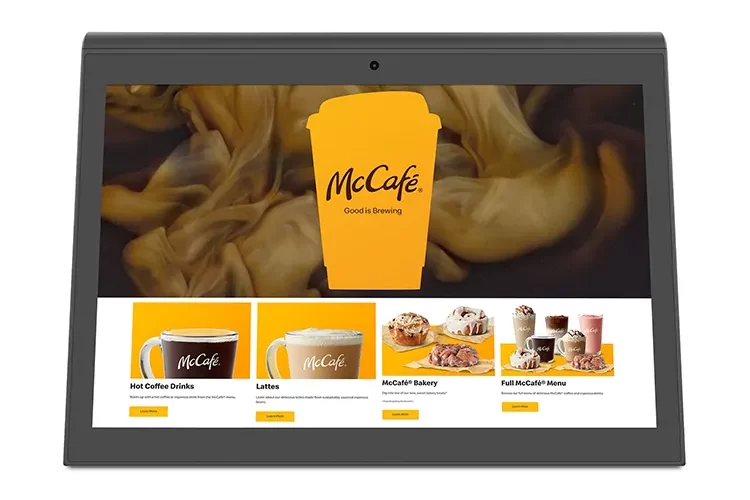 McCafé®
Good is Brewing
McCafé
McCafé
Hot Coffee Drinks
Warm up with a hot coffee or espresso drink from the McCafé® menu.
Learn More
Lattes
Learn about our delicious lattes made from sustainably sourced espresso
beans.
Learn More
McCafé® Bakery
Dig into one of our new sweet bakery treats!*
Learn More
Full McCafé® Menu
Browse our full menu of delicious McCafé® coffees and espresso drinks.
Learn More